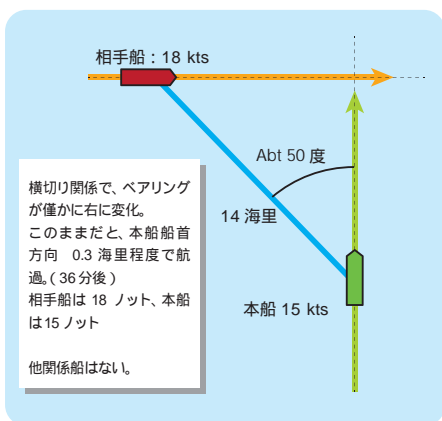 相手船：18 kts
Abt 50 度
14 海里
本船 15 kts
横切り関係で、ベアリング
が僅かに右に変化。
このままだと、本船船首
方向　0.3 海里程度で航
過。( 36 分後 )
相手船は 18 ノット、本船
は15 ノット
他関係船はない。